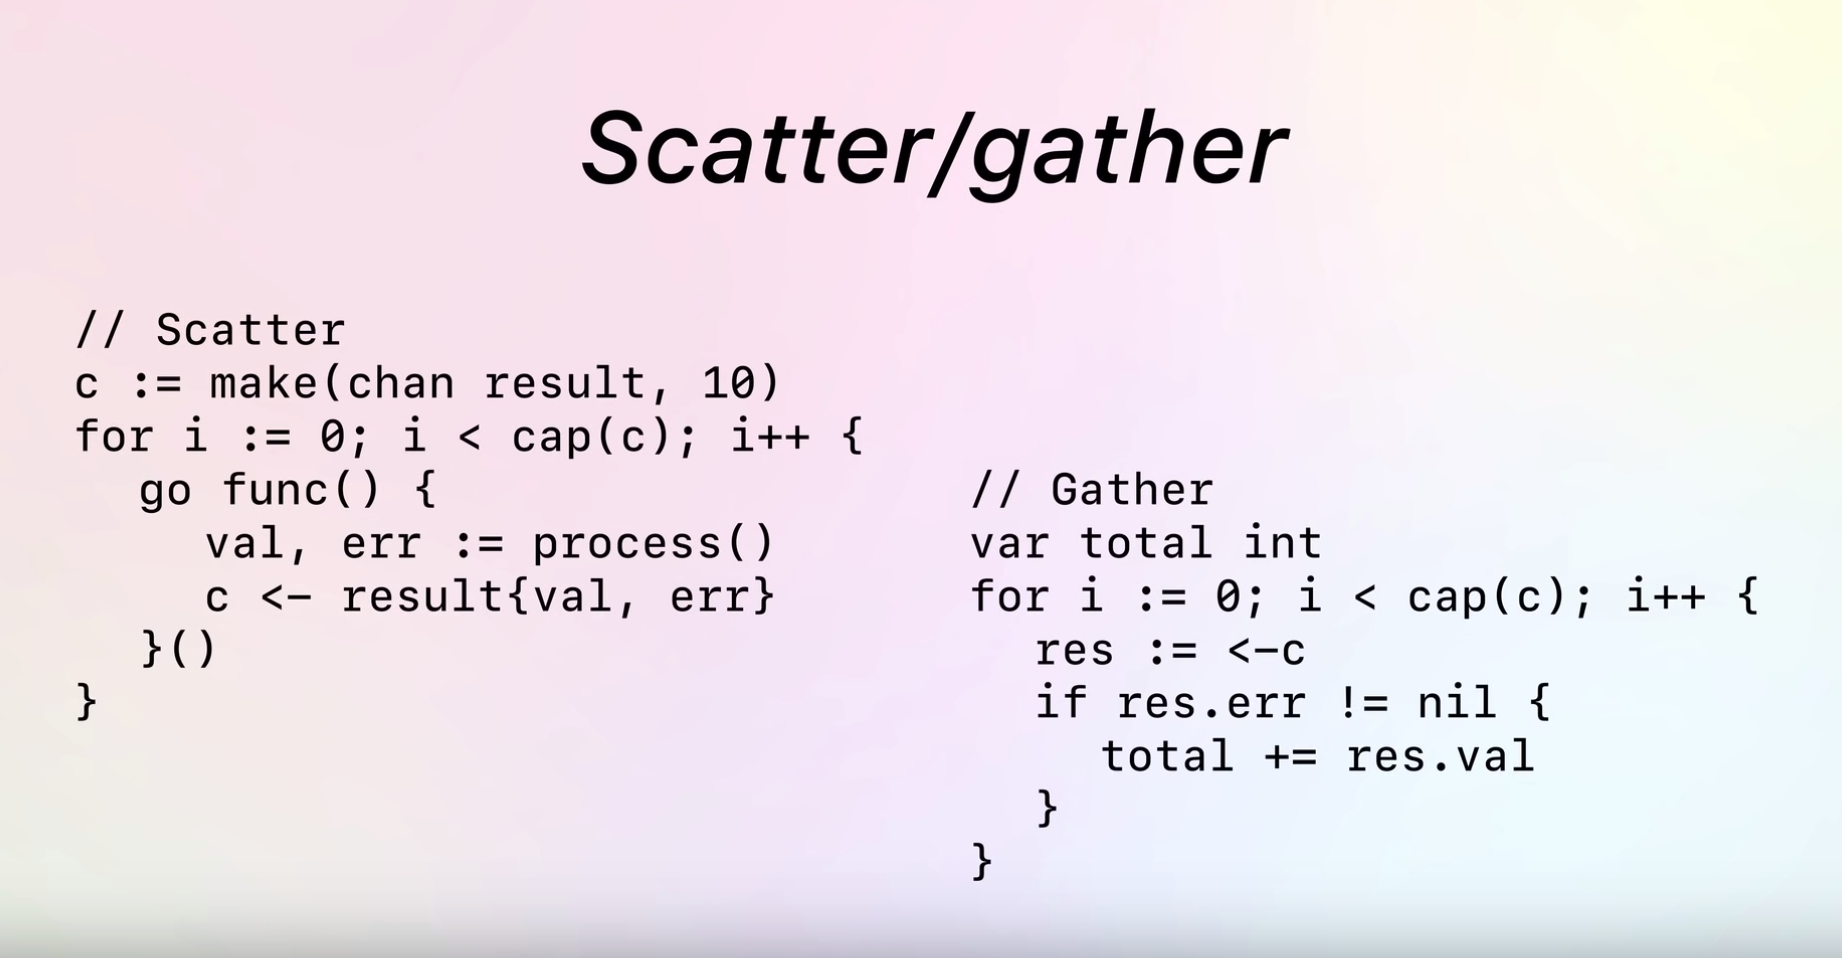 Scatter/gather
// Scatter
c := make(chan result, 10)
for i := 0; i < cap(c); i++ {
   go func() {
      val, err := process()
      c <- result{val, err}
   }()
}
// Gather
var total int
for i := 0; i < cap(c); i++ {
   res := <-c
   if res.err != nil {
      total += res.val
   }
}